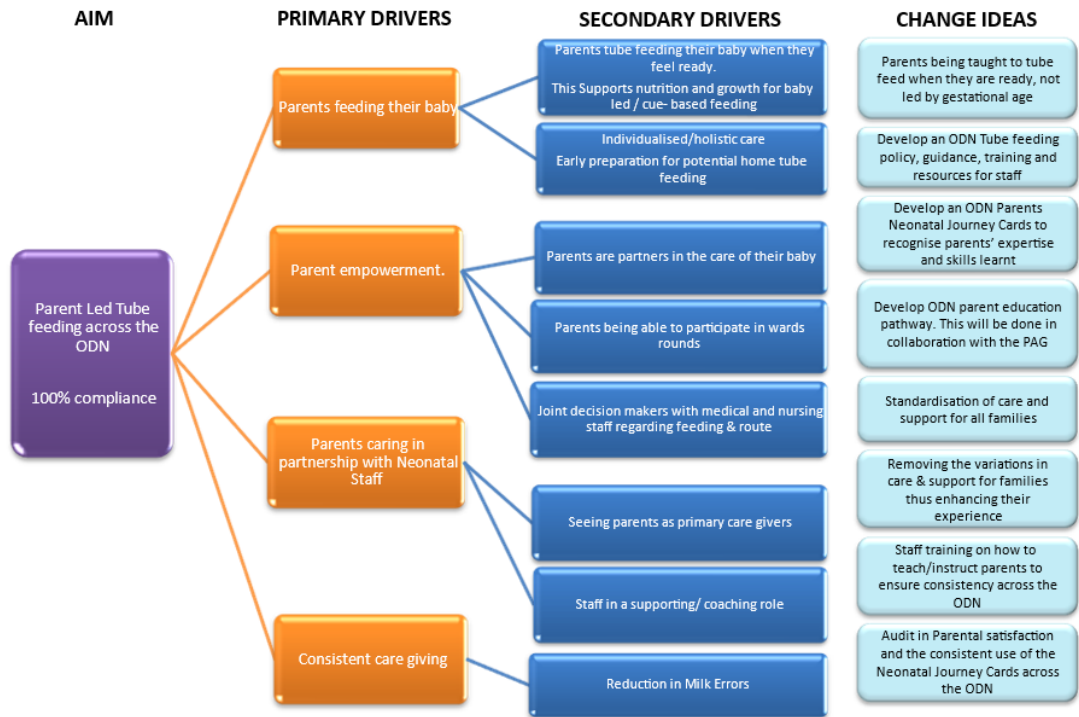 AIM
PRIMARY DRIVERS
SECONDARY DRIVERS
CHANGE IDEAS
Parent Led Tube
feeding across the
ODN
100% compliance
Parents feeding their baby
Parent empowerment.
Parents caring in
partnership with Neonatal
Staff
Consistent care giving
Parents tube feeding their baby when they
feel ready.
This Supports nutrition and growth for baby
led / cue- based feeding
Individualised/holistic care
Early preparation for potential home tube
feeding
Parents are partners in the care of their baby
Parents being able to participate in wards
rounds
Joint decision makers with medical and nursing
staff regarding feeding & route
Seeing parents as primary care givers
Staff in a supporting/ coaching role
Reduction in Milk Errors
Parents being taught to tube
feed when they are ready, not
led by gestational age
Develop an ODN Tube feeding
policy, guidance, training and
resources for staff
Develop an ODN Parents
Neonatal Journey Cards to
recognise parents’ expertise
and skills learnt
Develop ODN parent education
pathway. This will be done in
collaboration with the PAG
Standardisation of care and
support for all families
Removing the variations in
care & support for families
thus enhancing their
experience
Staff training on how to
teach/instruct parents to
ensure consistency across the
ODN
Audit in Parental satisfaction
and the consistent use of the
Neonatal Journey Cards across
the ODN